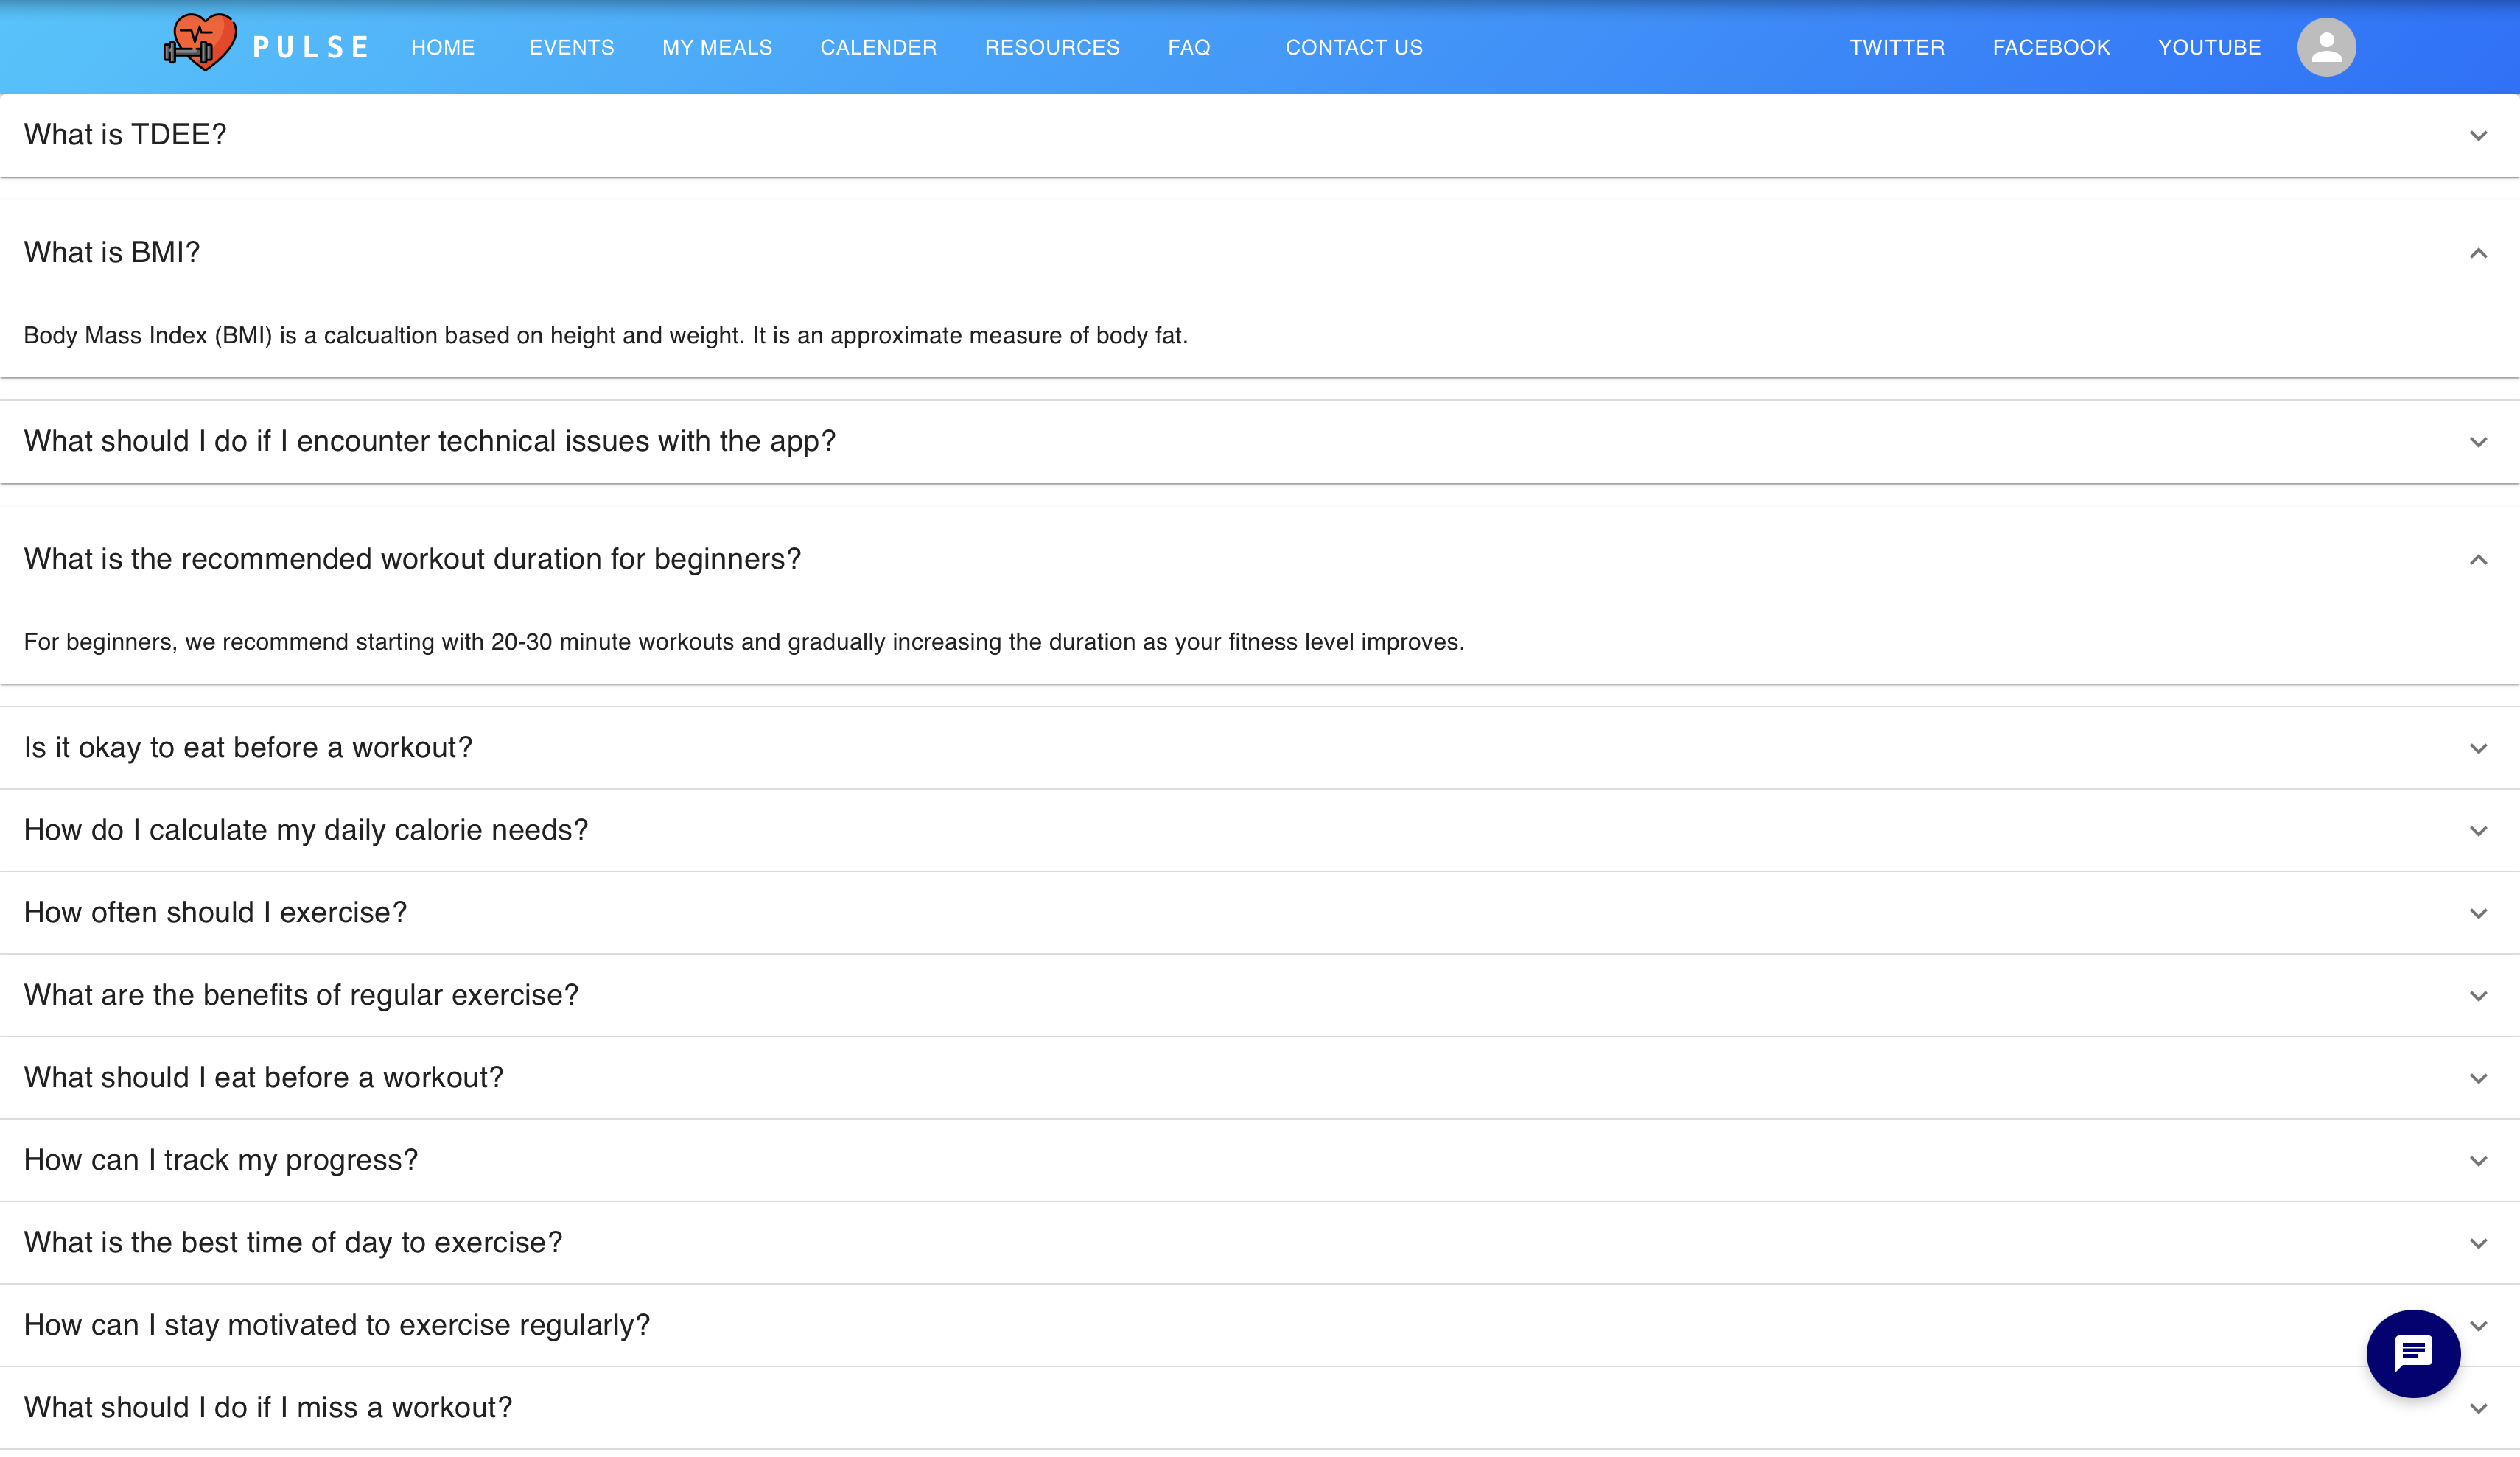 PULSE HOME EVENTS MY MEALS CALENDER RESOURCES FAQ CONTACT US TWITTER FACEBOOK YOUTUBE
What is TDEE?
What is BMI?
Body Mass Index (BMI) is a calcualtion based on height and weight. It is an approximate measure of body fat.
What should I do if I encounter technical issues with the app?
What is the recommended workout duration for beginners?
For beginners, we recommend starting with 20-30 minute workouts and gradually increasing the duration as your fitness level improves.
Is it okay to eat before a workout?
How do I calculate my daily calorie needs?
How often should I exercise?
What are the benefits of regular exercise?
What should I eat before a workout?
How can I track my progress?
What is the best time of day to exercise?
How can I stay motivated to exercise regularly?
What should I do if I miss a workout?